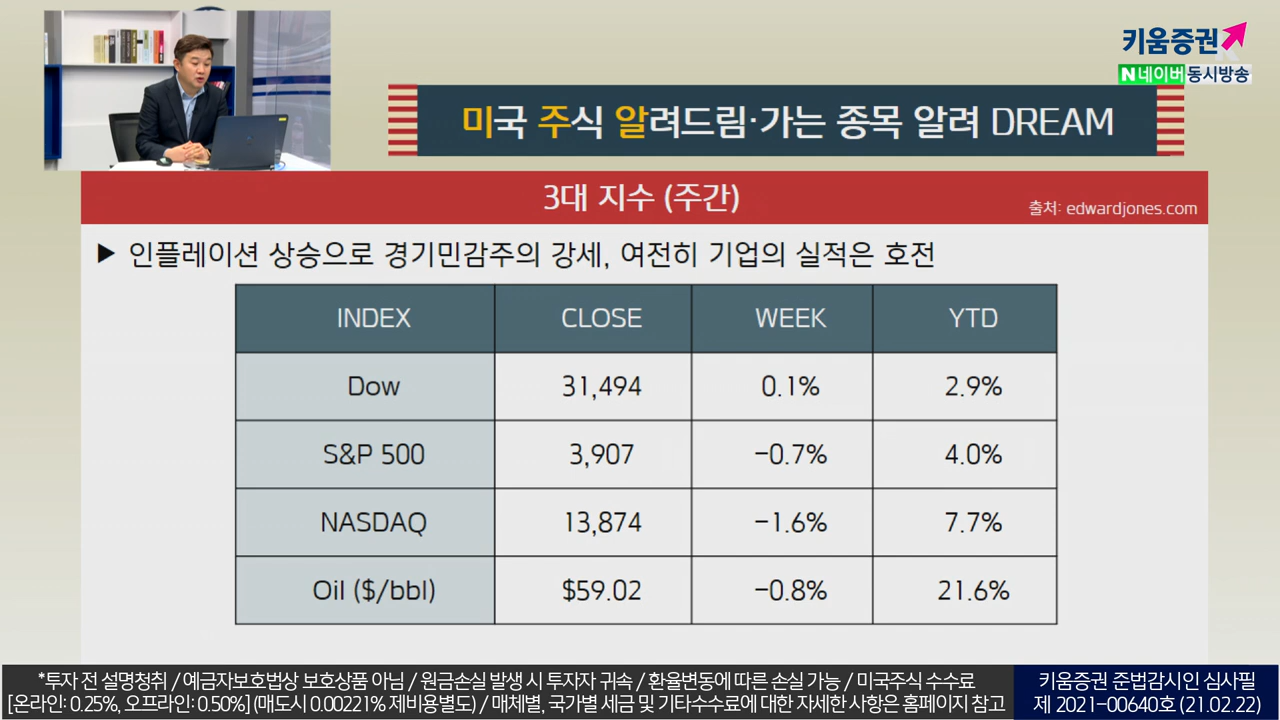 키움증권
N 네이버 동시방송
미국 주식 알려드림·가는 종목 알려 DREAM
3대 지수 (주간)
출처: edwardjones.com
▶ 인플레이션 상승으로 경기민감주의 강세, 여전히 기업의 실적은 호전
INDEX CLOSE WEEK YTD
Dow 31,494 0.1% 2.9%
S&P 500 3,907 -0.7% 4.0%
NASDAQ 13,874 -1.6% 7.7%
Oil ($/bbl) $59.02 -0.8% 21.6%
*투자 전 설명청취 / 예금자보호법상 보호상품 아님 / 원금손실 발생 시 투자자 귀속 / 환율변동에 따른 손실 가능 / 미국주식 수수료
[온라인: 0.25%, 오프라인: 0.50%] (매도시 0.00221% 제비용별도) / 매체별, 국가별 세금 및 기타수수료에 대한 자세한 사항은 홈페이지 참고
키움증권 준법감시인 심사필
제 2021-00640호 (21.02.22)